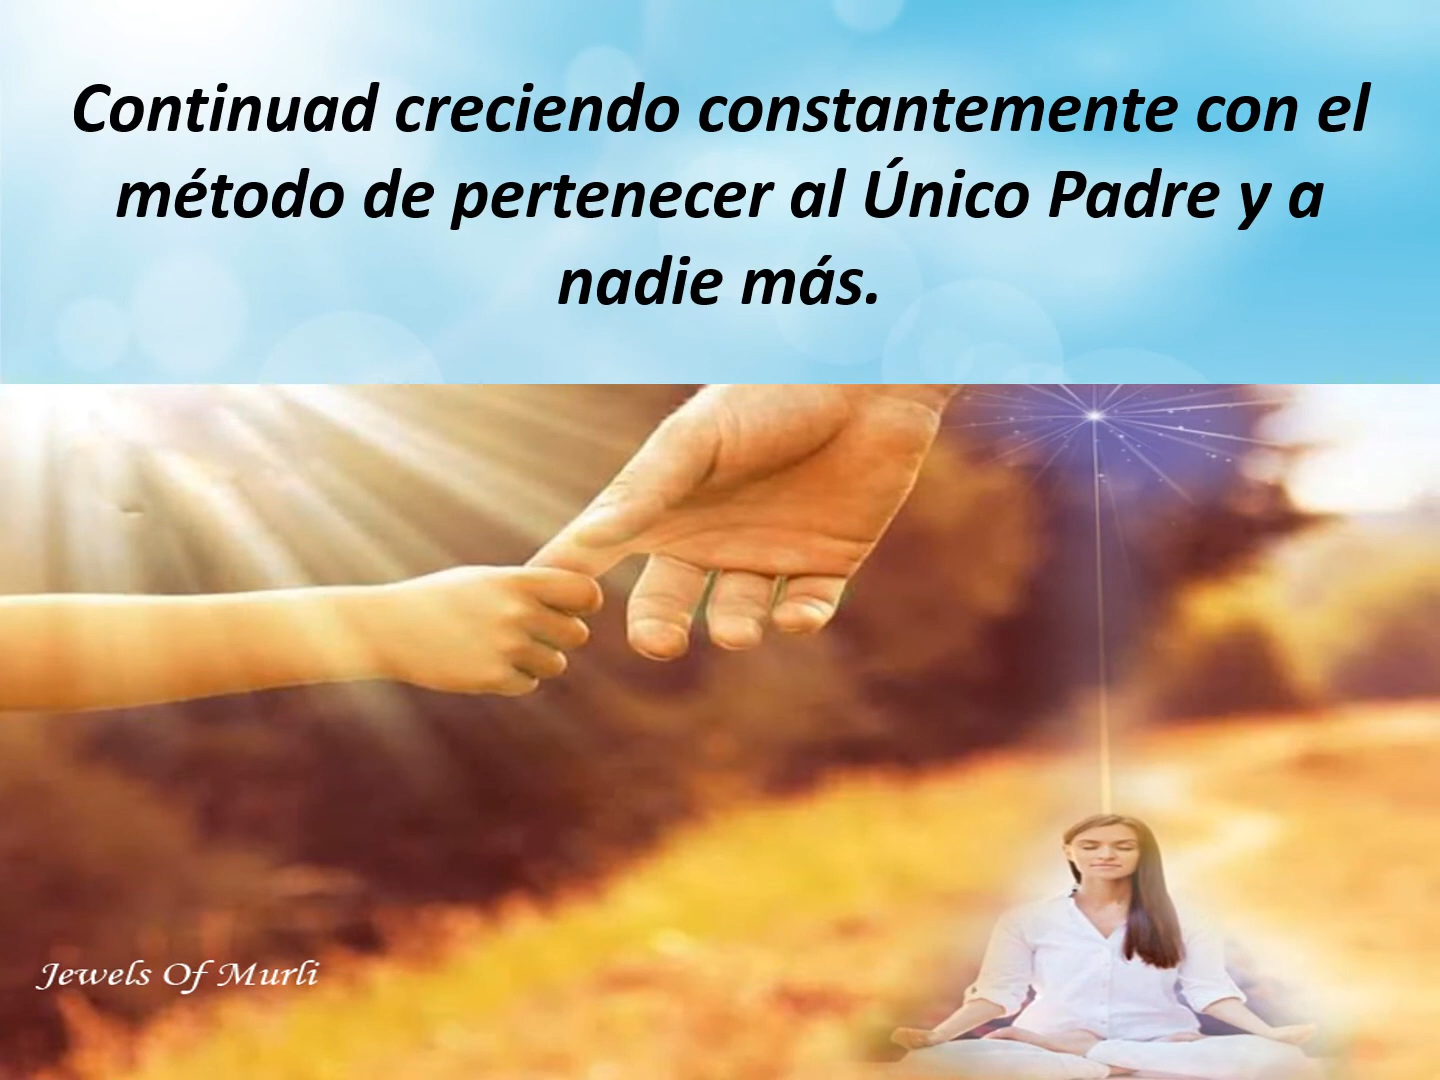 Continuad creciendo constantemente con el
método de pertenecer al Único Padre y a
nadie más.
Jewels Of Murli